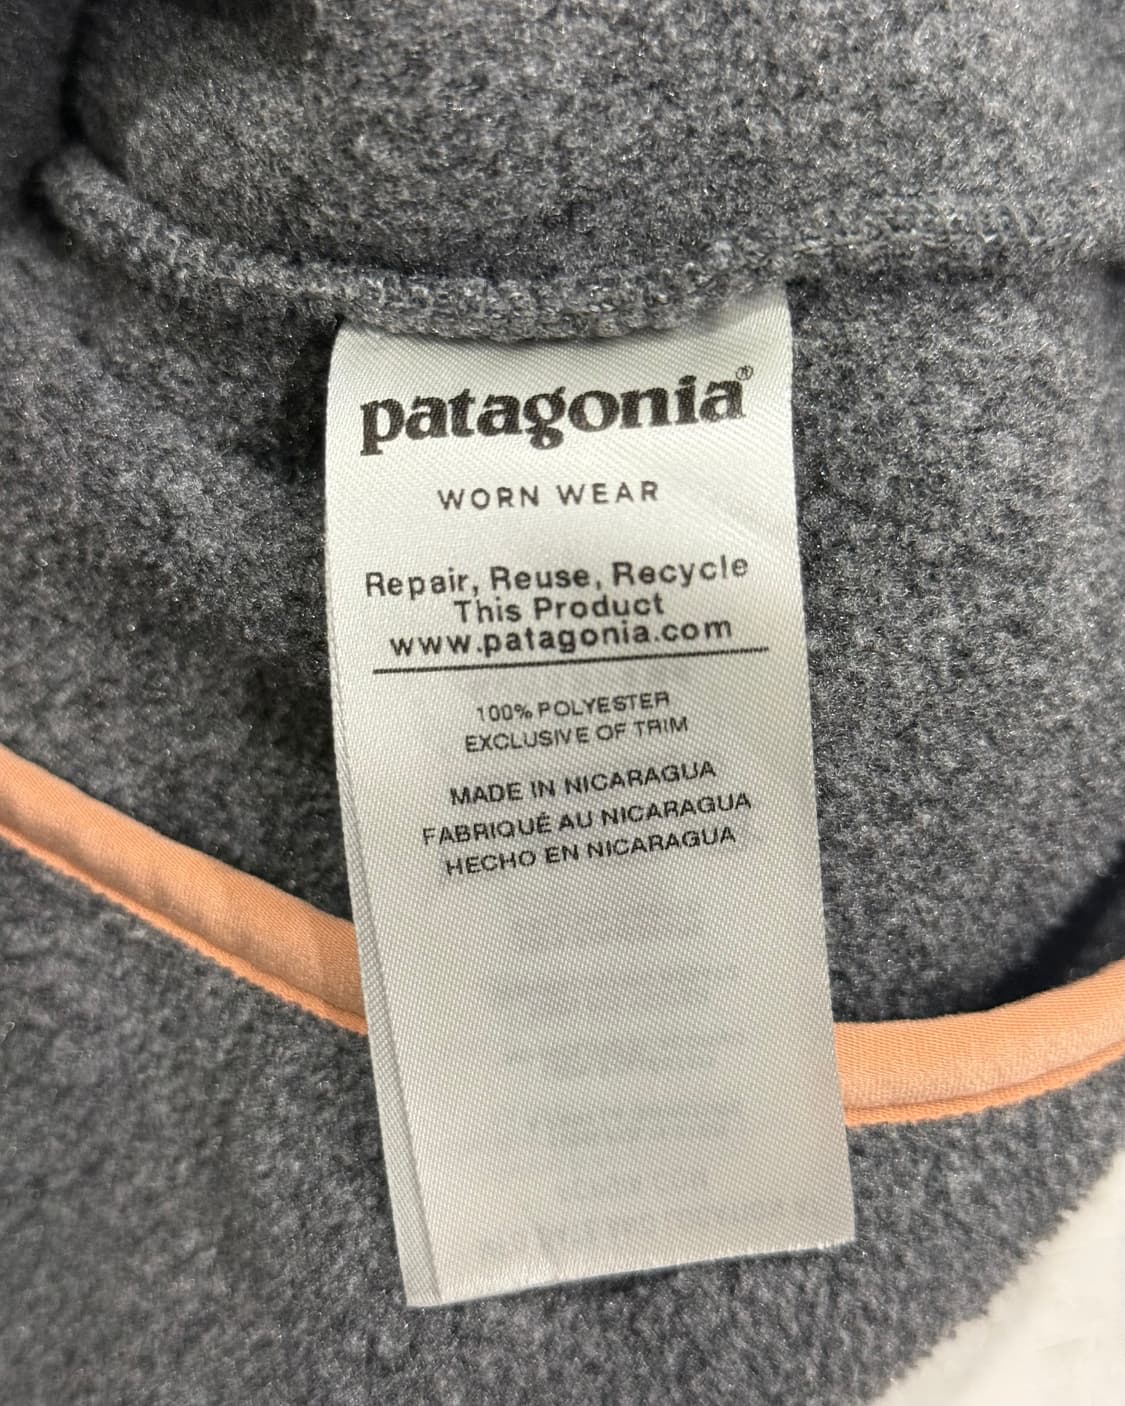 patagonia®
WORN WEAR
Repair, Reuse, Recycle
This Product
www.patagonia.com
100% POLYESTER
EXCLUSIVE OF TRIM
MADE IN NICARAGUA
FABRIQUÉ AU NICARAGUA
HECHO EN NICARAGUA